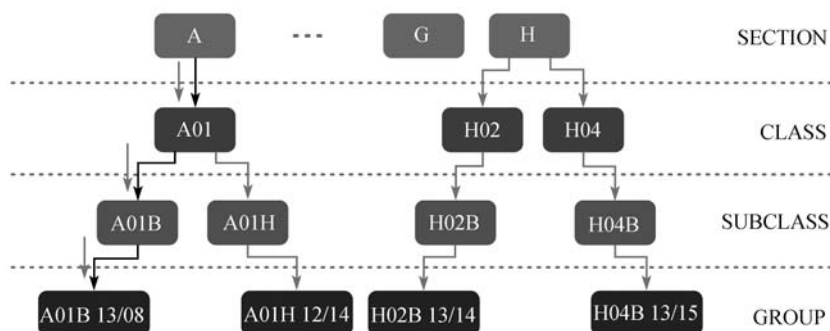 A --- G H SECTION
A01 H02 H04 CLASS
A01B A01H H02B H04B SUBCLASS
A01B 13/08 A01H 12/14 H02B 13/14 H04B 13/15 GROUP